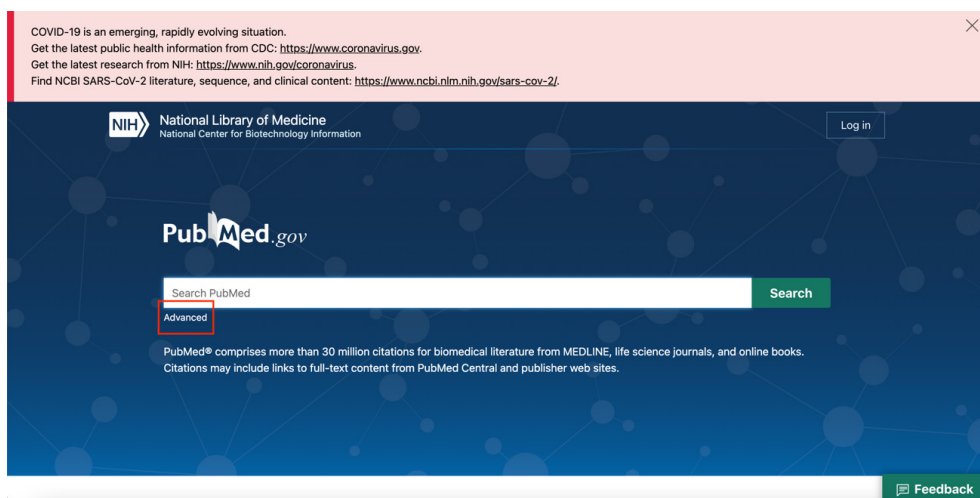 COVID-19 is an emerging, rapidly evolving situation.
Get the latest public health information from CDC: https://www.coronavirus.gov.
Get the latest research from NIH: https://www.nih.gov/coronavirus.
Find NCBI SARS-CoV-2 literature, sequence, and clinical content: https://www.ncbi.nlm.nih.gov/sars-cov-2/.
NIH National Library of Medicine
National Center for Biotechnology Information
Log in
PubMed.gov
Search PubMed
Search
Advanced
PubMed® comprises more than 30 million citations for biomedical literature from MEDLINE, life science journals, and online books.
Citations may include links to full-text content from PubMed Central and publisher web sites.
Feedback